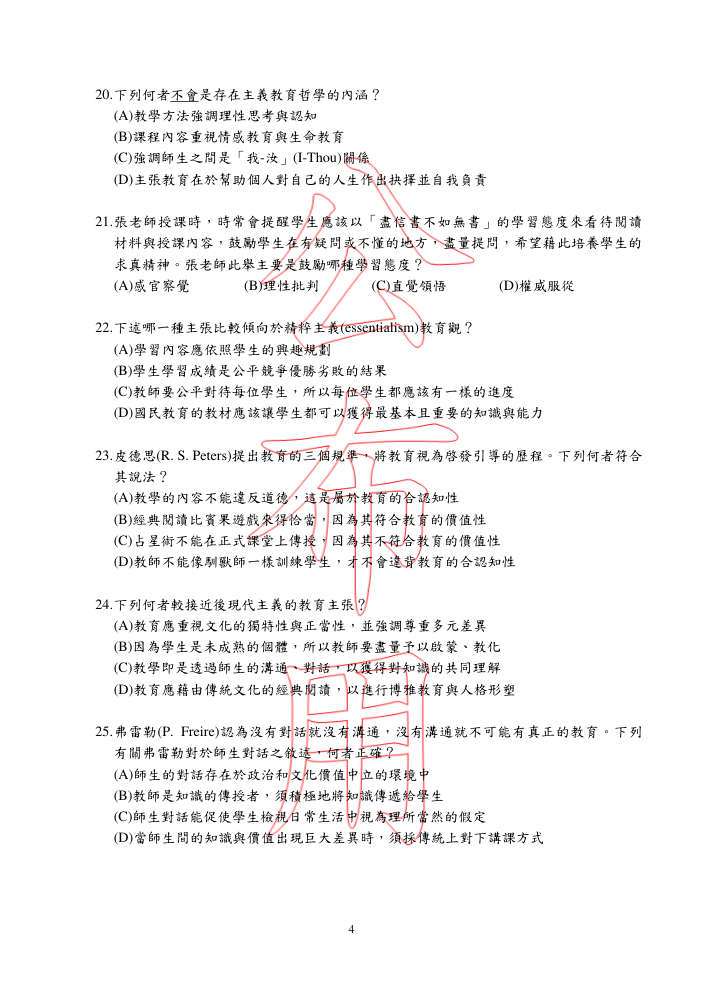 20.下列何者不會是存在主義教育哲學的內涵？
(A)教學方法強調理性思考與認知
(B)課程內容重視情感教育與生命教育
(C)強調師生之間是「我-汝」(I-Thou)關係
(D)主張教育在於幫助個人對自己的人生作出抉擇並自我負責
21.張老師授課時，時常會提醒學生應該以「盡信書不如無書」的學習態度來看待閱讀
材料與授課內容，鼓勵學生在有疑問或不懂的地方，盡量提問，希望藉此培養學生的
求真精神。張老師此舉主要是鼓勵哪種學習態度？
(A)感官察覺 (B)理性批判 (C)直覺領悟 (D)權威服從
22.下述哪一種主張比較傾向於精粹主義(essentialism)教育觀？
(A)學習內容應依照學生的興趣規劃
(B)學生學習成績是公平競爭優勝劣敗的結果
(C)教師要公平對待每位學生，所以每位學生都應該有一樣的進度
(D)國民教育的教材應該讓學生都可以獲得最基本且重要的知識與能力
23.皮德思(R. S. Peters)提出教育的三個規準，將教育視為啟發引導的歷程。下列何者符合
其說法？
(A)教學的內容不能違反道德，這是屬於教育的合認知性
(B)經典閱讀比賓果遊戲來得恰當，因為其符合教育的價值性
(C)占星術不能在正式課堂上傳授，因為其不符合教育的價值性
(D)教師不能像馴獸師一樣訓練學生，才不會違背教育的合認知性
24.下列何者較接近後現代主義的教育主張？
(A)教育應重視文化的獨特性與正當性，並強調尊重多元差異
(B)因為學生是未成熟的個體，所以教師要盡量予以啟蒙、教化
(C)教學即是透過師生的溝通、對話，以獲得對知識的共同理解
(D)教育應藉由傳統文化的經典閱讀，以進行博雅教育與人格形塑
25.弗雷勒(P. Freire)認為沒有對話就沒有溝通，沒有溝通就不可能有真正的教育。下列
有關弗雷勒對於師生對話之敘述，何者正確？
(A)師生的對話存在於政治和文化價值中立的環境中
(B)教師是知識的傳授者，須積極地將知識傳遞給學生
(C)師生對話能促使學生檢視日常生活中視為理所當然的假定
(D)當師生間的知識與價值出現巨大差異時，須採傳統上對下講課方式
公布用
4